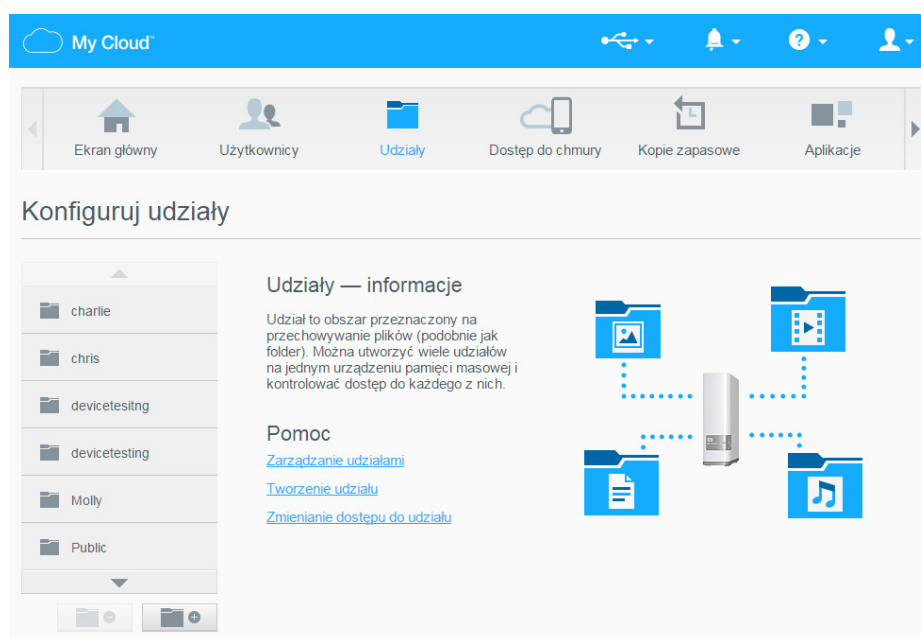 My Cloud™
Ekran główny
Użytkownicy
Udziały
Dostęp do chmury
Kopie zapasowe
Aplikacje
Konfiguruj udziały
charlie
chris
devicetesitng
devicetesting
Molly
Public
Udziały — informacje
Udział to obszar przeznaczony na
przechowywanie plików (podobnie jak
folder). Można utworzyć wiele udziałów
na jednym urządzeniu pamięci masowej i
kontrolować dostęp do każdego z nich.
Pomoc
Zarządzanie udziałami
Tworzenie udziału
Zmienianie dostępu do udziału